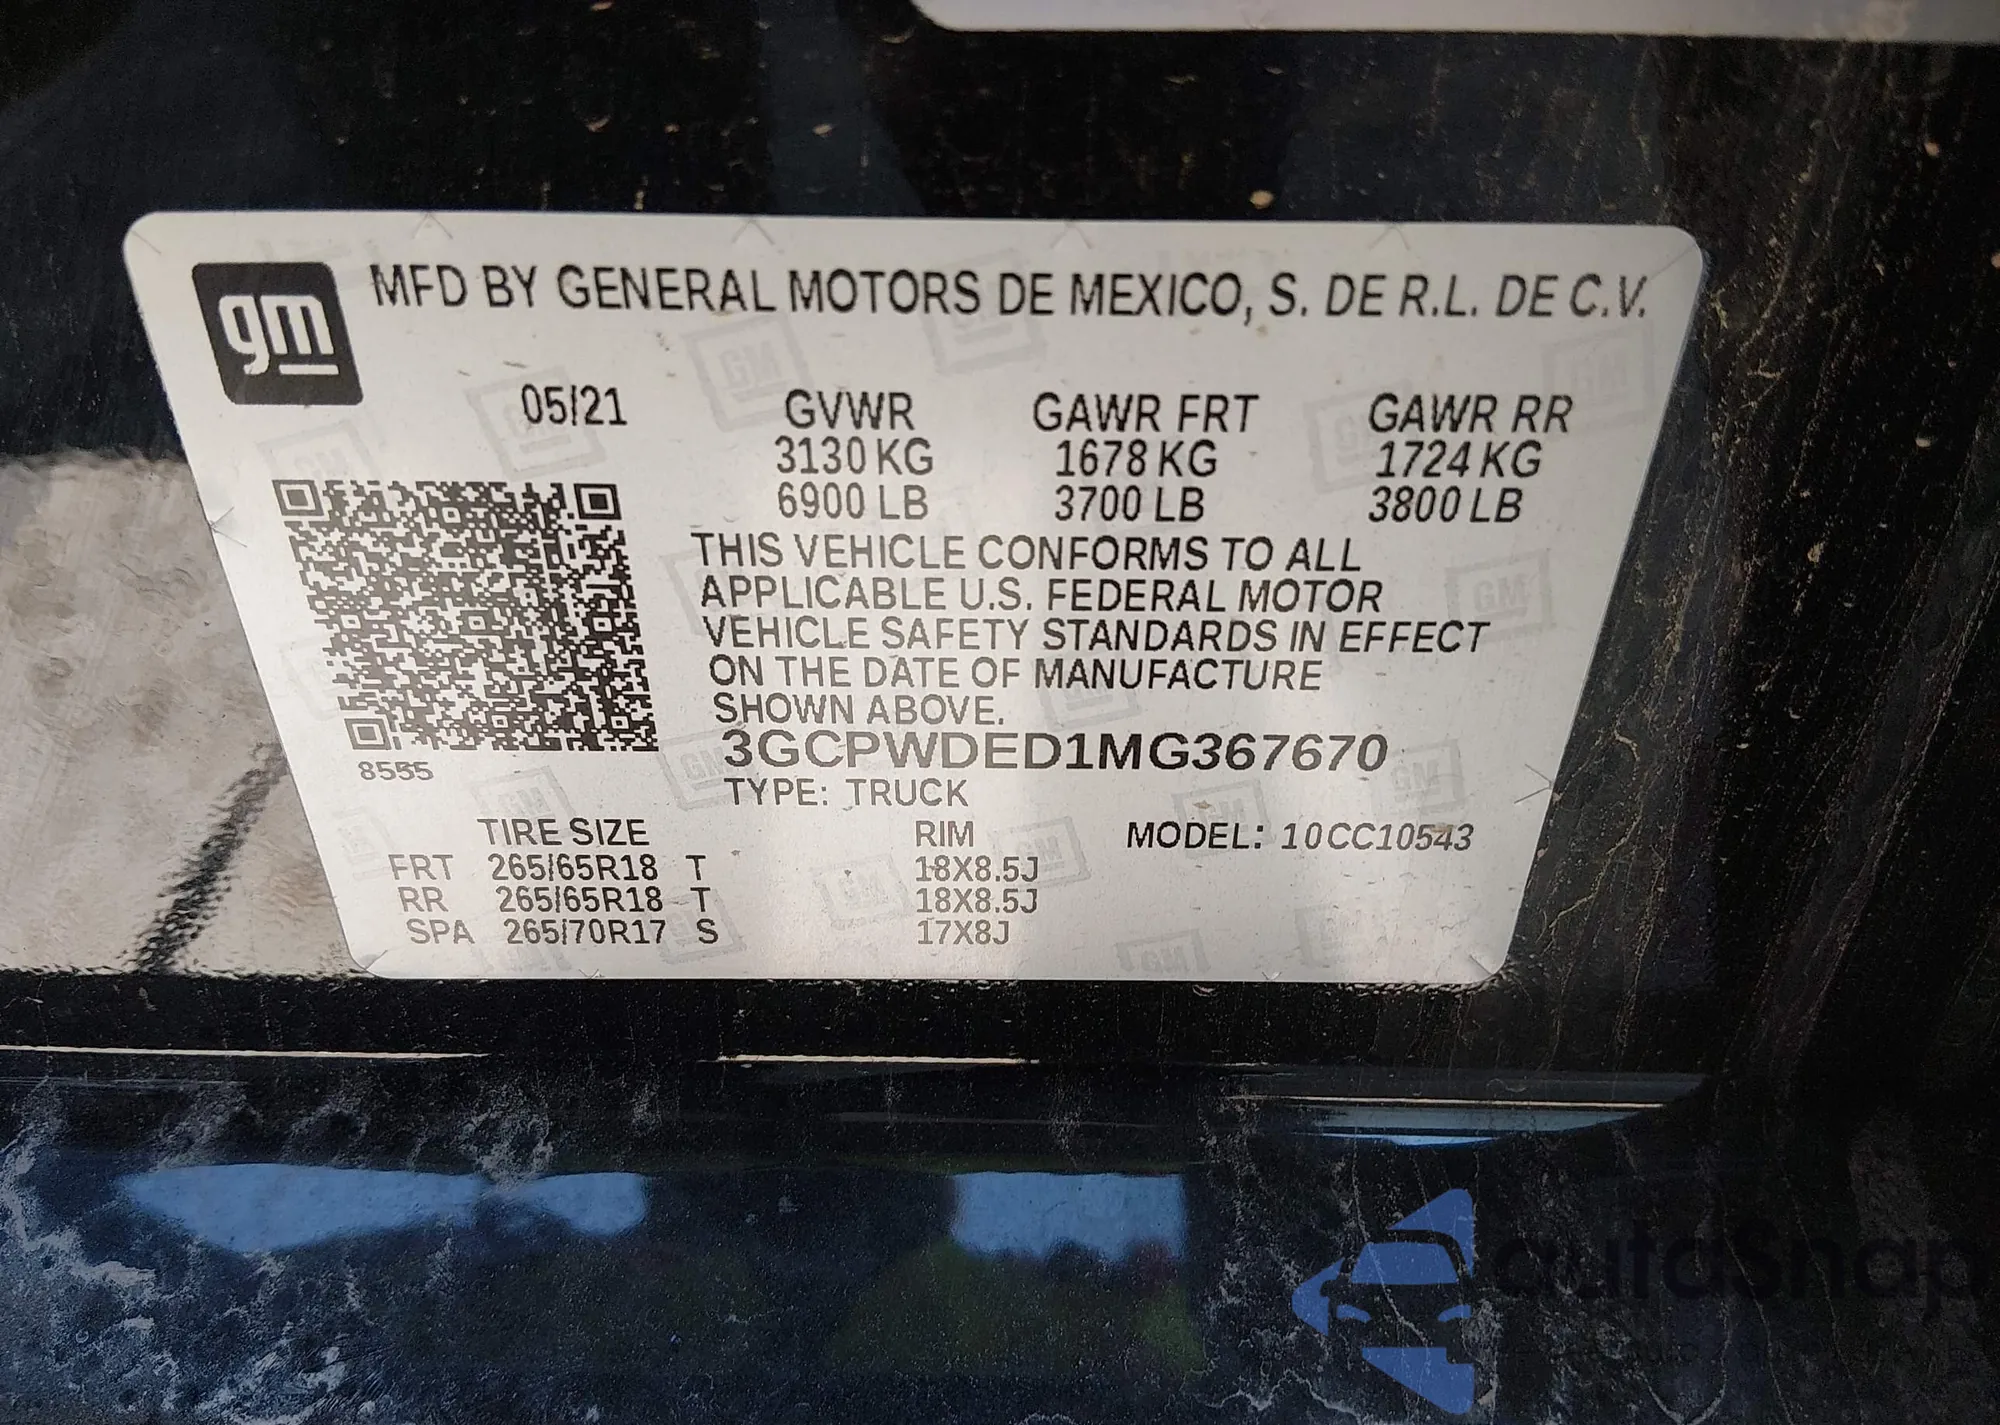 gm
MFD BY GENERAL MOTORS DE MEXICO, S. DE R.L. DE C.V.
05/21 GVWR GAWR FRT GAWR RR
3130 KG 1678 KG 1724 KG
6900 LB 3700 LB 3800 LB
THIS VEHICLE CONFORMS TO ALL
APPLICABLE U.S. FEDERAL MOTOR
VEHICLE SAFETY STANDARDS IN EFFECT
ON THE DATE OF MANUFACTURE
SHOWN ABOVE.
3GCPWDED1MG367670
8555
TYPE: TRUCK
TIRE SIZE RIM MODEL: 10CC10543
FRT 265/65R18 T 18X8.5J
RR 265/65R18 T 18X8.5J
SPA 265/70R17 S 17X8J
autoSnap